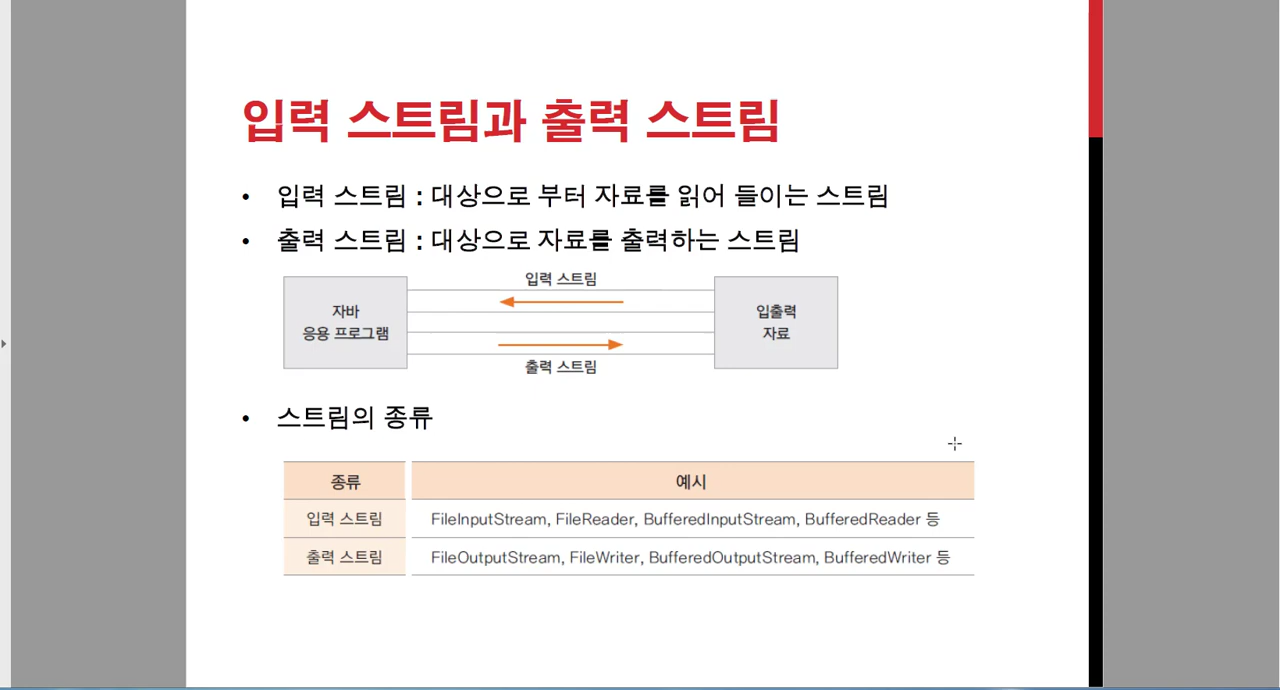 입력 스트림과 출력 스트림
• 입력 스트림 : 대상으로 부터 자료를 읽어 들이는 스트림
• 출력 스트림 : 대상으로 자료를 출력하는 스트림
입력 스트림
자바
응용 프로그램
입출력
자료
출력 스트림
• 스트림의 종류
종류 예시
입력 스트림 FileInputStream, FileReader, BufferedInputStream, BufferedReader 등
출력 스트림 FileOutputStream, FileWriter, BufferedOutputStream, BufferedWriter 등